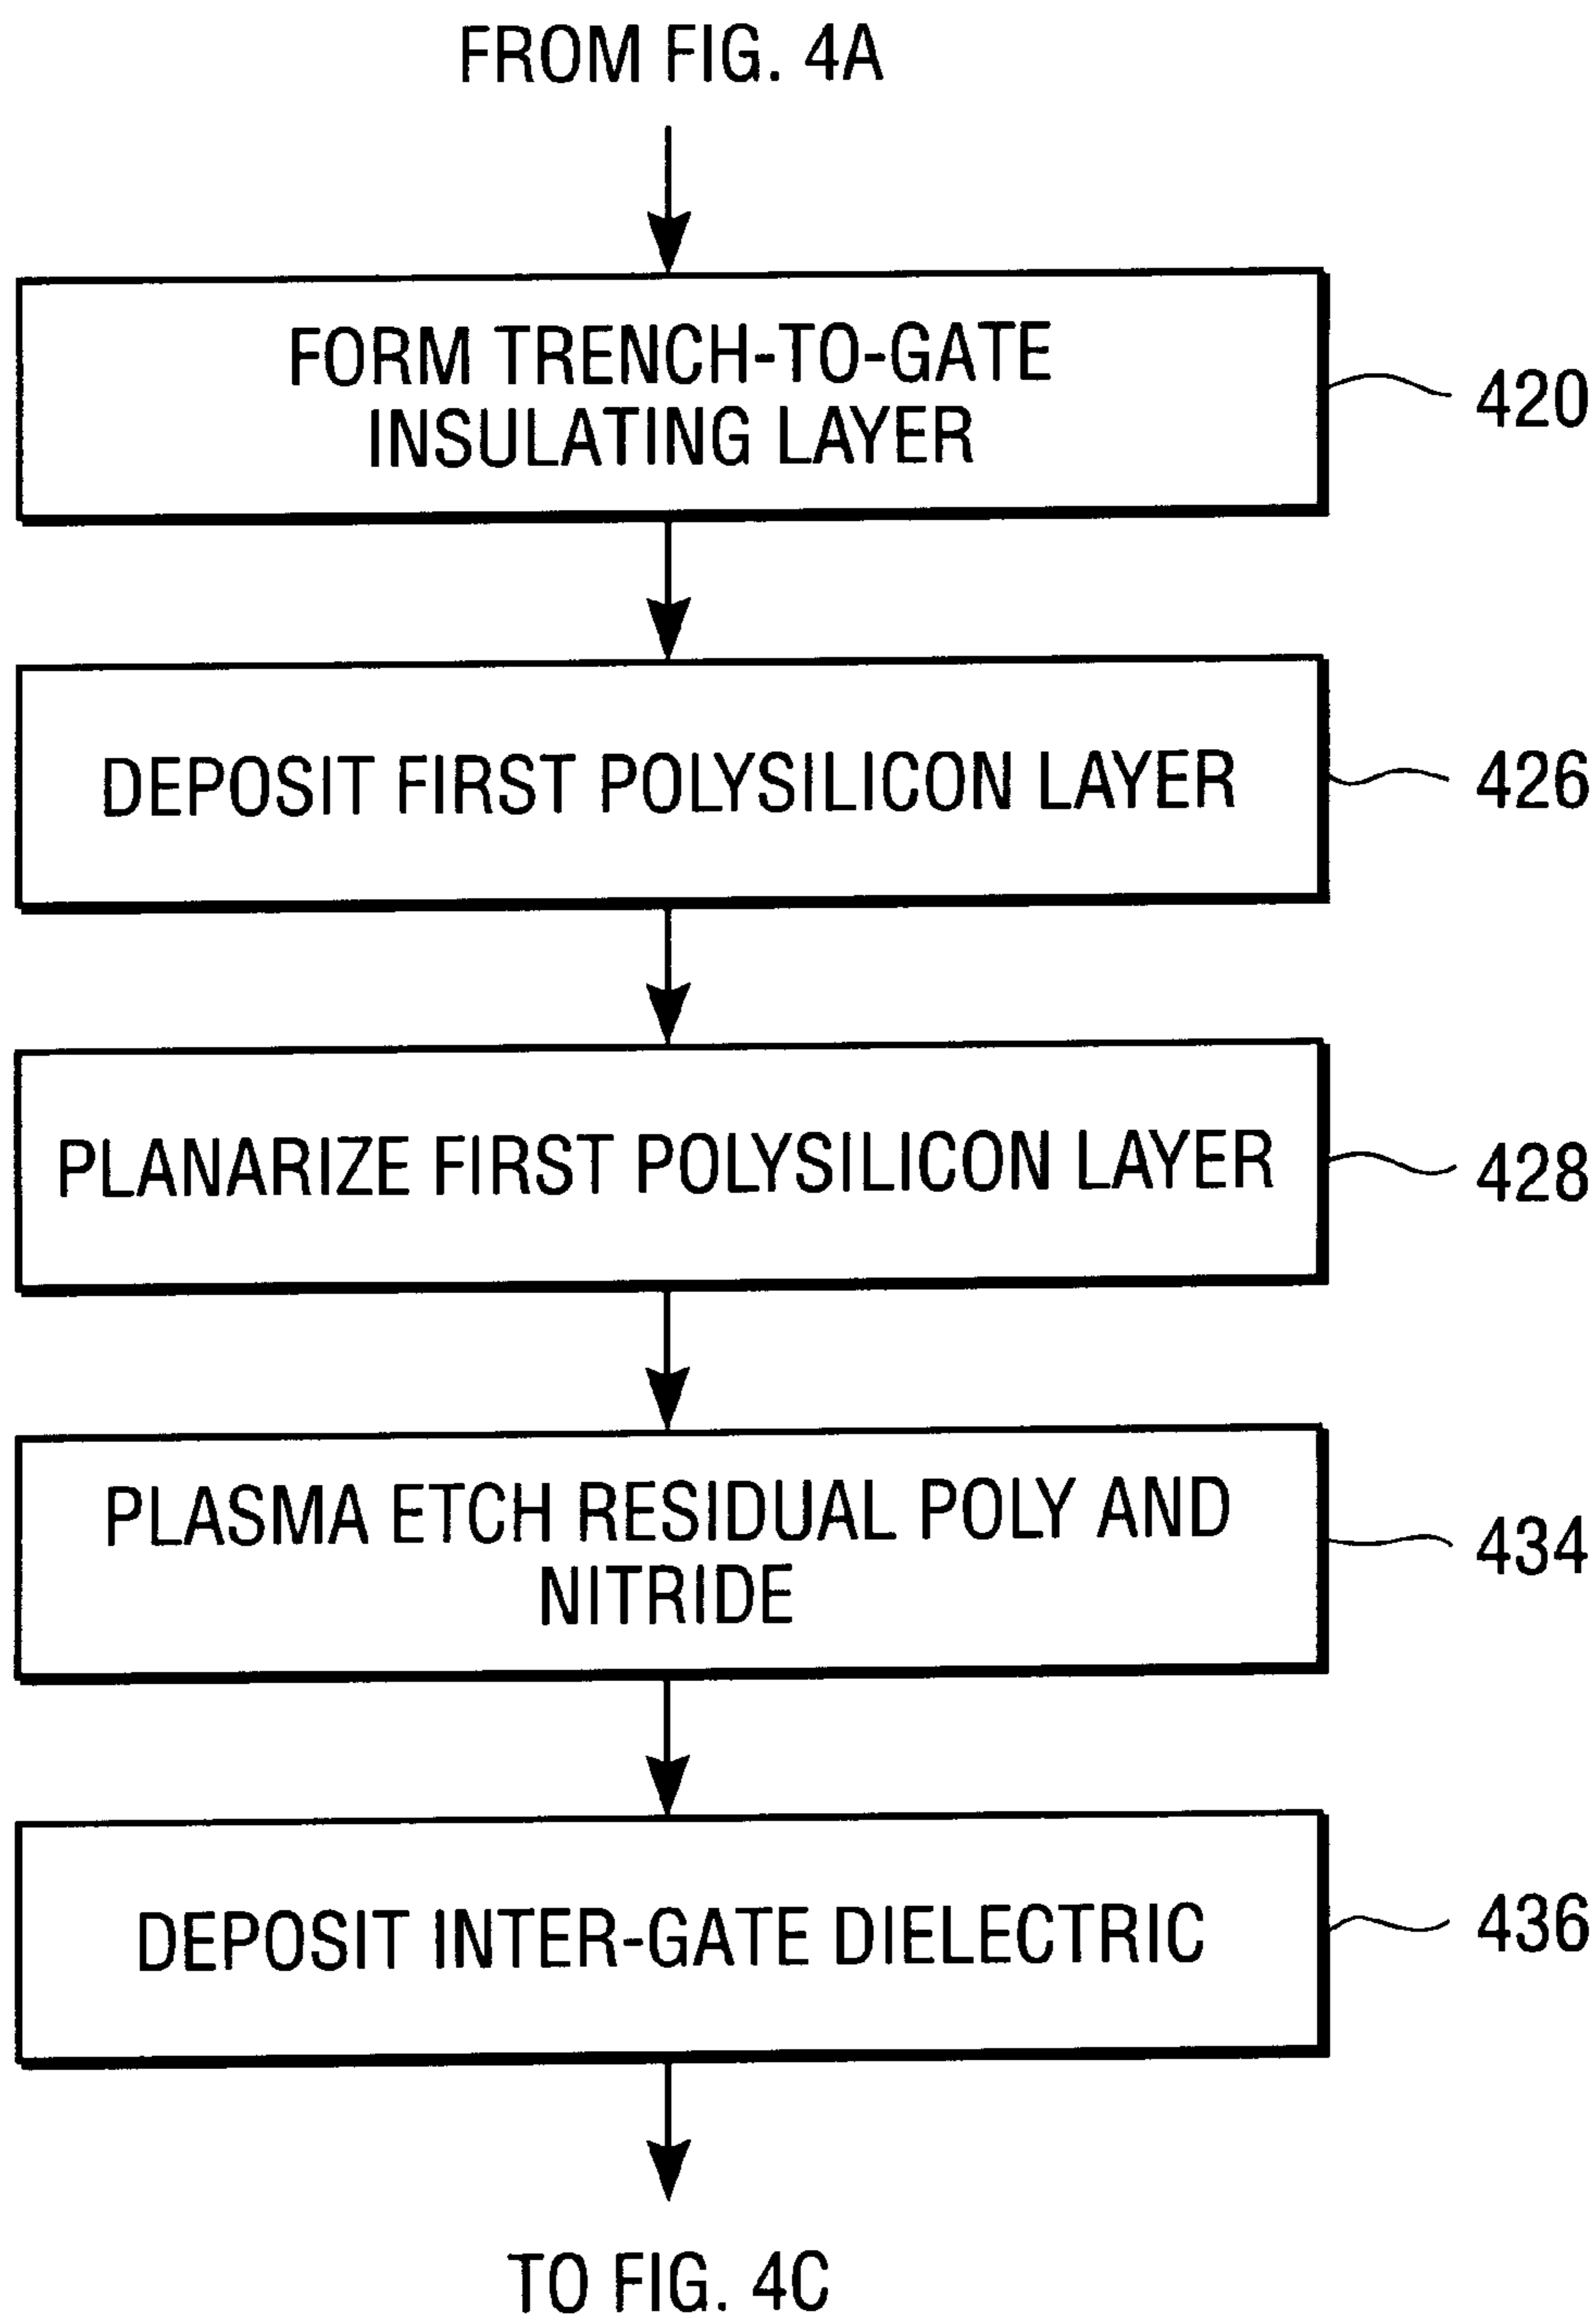 FROM FIG. 4A
FORM TRENCH-TO-GATE
INSULATING LAYER
420
DEPOSIT FIRST POLYSILICON LAYER
426
PLANARIZE FIRST POLYSILICON LAYER
428
PLASMA ETCH RESIDUAL POLY AND
NITRIDE
434
DEPOSIT INTER-GATE DIELECTRIC
436
TO FIG. 4C